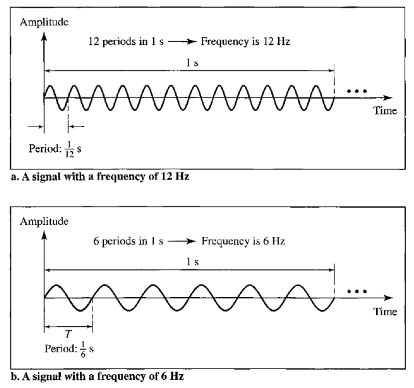 Amplitude
12 periods in 1 s → Frequency is 12 Hz
1 s
•••
Time
Period: 1/12 s
a. A signal with a frequency of 12 Hz
Amplitude
6 periods in 1 s → Frequency is 6 Hz
1 s
•••
Time
T
Period: 1/6 s
b. A signal with a frequency of 6 Hz